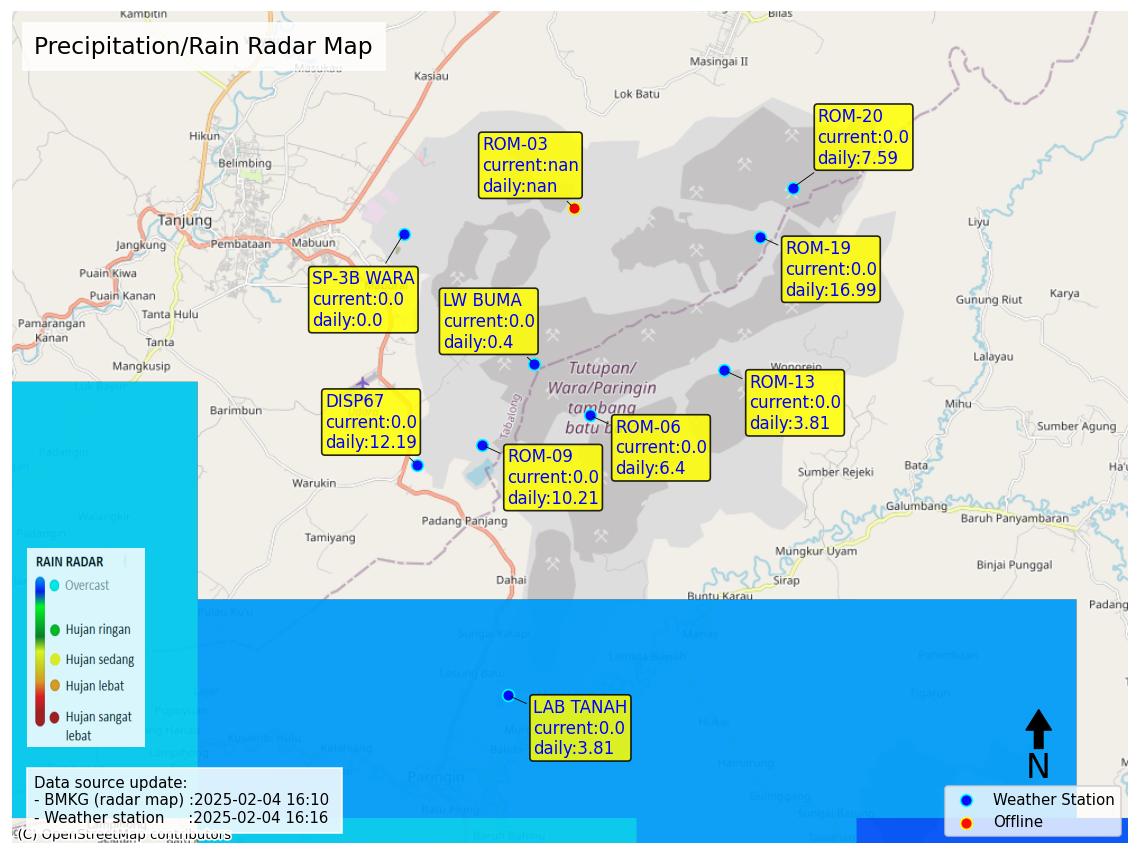 Kambitin
Bilas
Precipitation/Rain Radar Map
Masukau
Kasiau
Masingai II
Lok Batu
ROM-20
current:0.0
daily:7.59
Hikun
ROM-03
current:nan
daily:nan
Belimbing
Tanjung
Liyu
Jangkung
Pembataan
Mabuun
ROM-19
current:0.0
daily:16.99
Puain Kiwa
SP-3B WARA
current:0.0
daily:0.0
Puain Kanan
LW BUMA
current:0.0
daily:0.4
Gunung Riut
Karya
Tanta Hulu
Pamarangan
Kanan
Tanta
Mangkusip
Lalayau
Wonorejo
Tutupan/
Wara/Paringin
tambang
batu b
ROM-13
current:0.0
daily:3.81
DISP67
current:0.0
daily:12.19
Barimbun
Tabalong
Mihu
ROM-06
current:0.0
daily:6.4
Sumber Agung
ROM-09
current:0.0
daily:10.21
Padangin
Warukin
Sumber Rejeki
Bata
Ha'u
Galumbang
Baruh Panyambaran
Padang Panjang
Walangkir
Tamiyang
Mungkur Uyam
Binjai Punggal
RAIN RADAR
Overcast
Hujan ringan
Hujan sedang
Hujan lebat
Hujan sangat
lebat
Dahai
Sirap
Buntu Karau
Padang
LAB TANAH
current:0.0
daily:3.81
Paringin
N
Data source update:
- BMKG (radar map) :2025-02-04 16:10
- Weather station :2025-02-04 16:16
(C) OpenStreetMap contributors
Weather Station
Offline